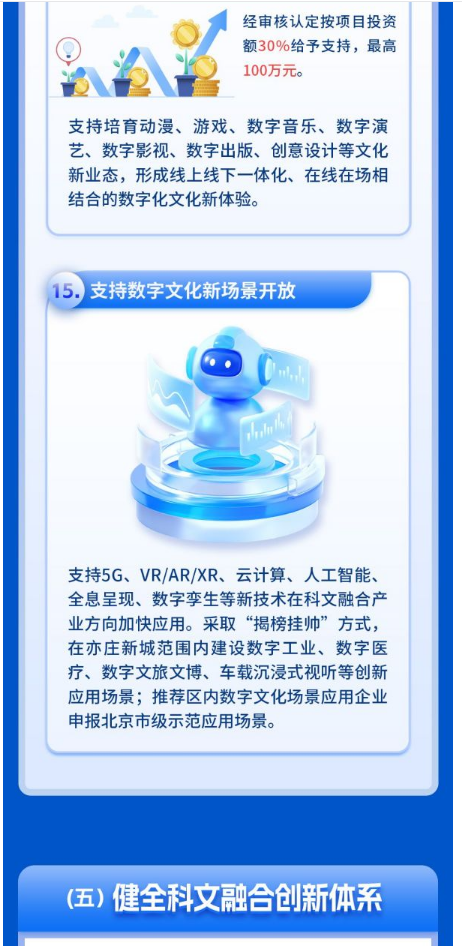 经审核认定按项目投资
额30%给予支持，最高
100万元。
支持培育动漫、游戏、数字音乐、数字演
艺、数字影视、数字出版、创意设计等文化
新业态，形成线上线下一体化、在线在场相
结合的数字化文化新体验。
15. 支持数字文化新场景开放
支持5G、VR/AR/XR、云计算、人工智能、
全息呈现、数字孪生等新技术在科文融合产
业方向加快应用。采取“揭榜挂帅”方式，
在亦庄新城范围内建设数字工业、数字医
疗、数字文旅文博、车载沉浸式视听等创新
应用场景；推荐区内数字文化场景应用企业
申报北京市级示范应用场景。
(五) 健全科文融合创新体系